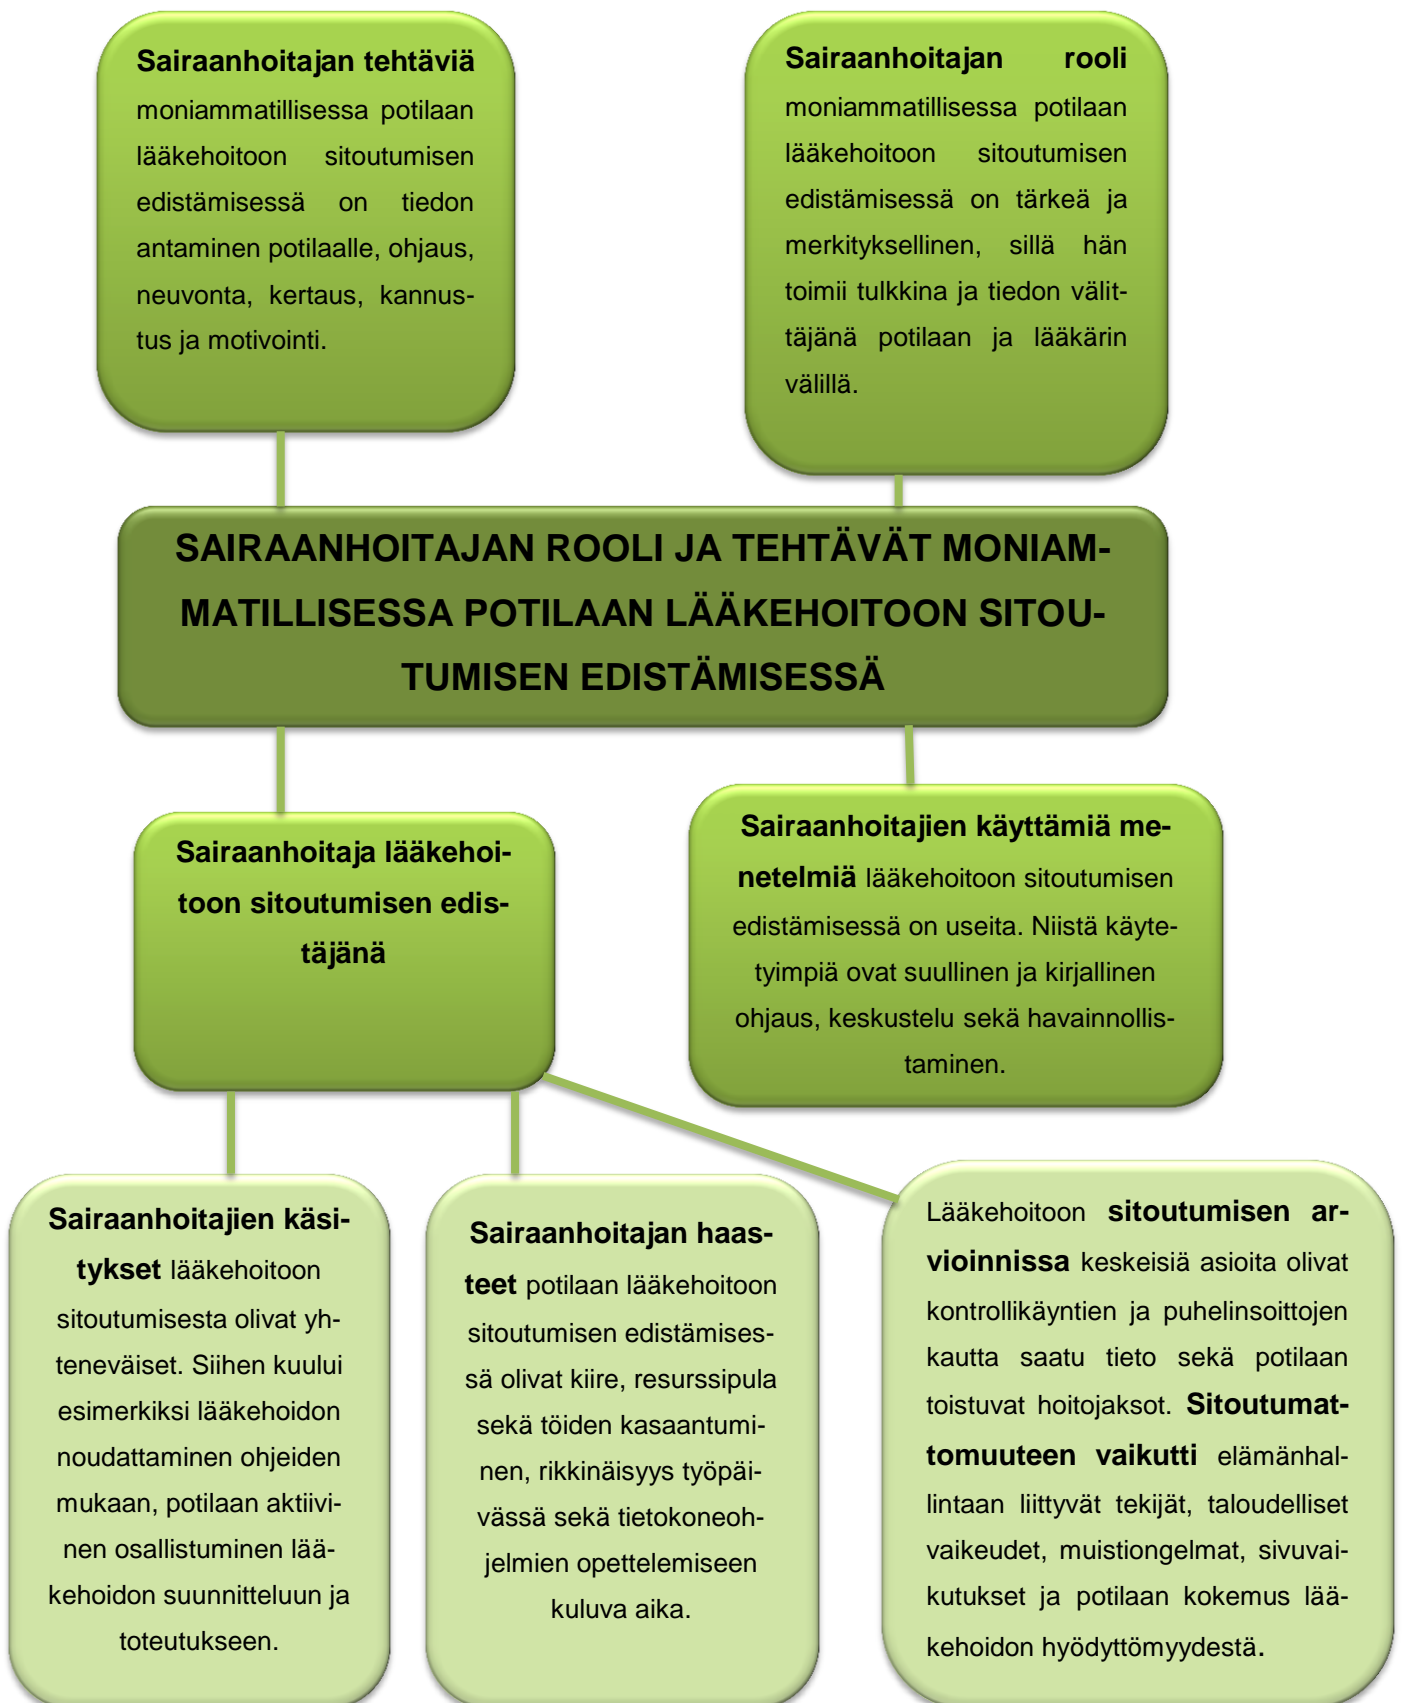 Sairaanhoitajan tehtäviä
moniammatillisessa potilaan
lääkehoitoon sitoutumisen
edistämisessä on tiedon
antaminen potilaalle, ohjaus,
neuvonta, kertaus, kannus-
tus ja motivointi.
Sairaanhoitajan rooli
moniammatillisessa potilaan
lääkehoitoon sitoutumisen
edistämisessä on tärkeä ja
merkityksellinen, sillä hän
toimii tulkkina ja tiedon välit-
täjänä potilaan ja lääkärin
välillä.
SAIRAANHOITAJAN ROOLI JA TEHTÄVÄT MONIAM-
MATILLISESSA POTILAAN LÄÄKEHOITOON SITOU-
TUMISEN EDISTÄMISESSÄ
Sairaanhoitaja lääkehoi-
toon sitoutumisen edis-
täjänä
Sairaanhoitajien käyttämiä me-
netelmiä lääkehoitoon sitoutumisen
edistämisessä on useita. Niistä käyte-
tyimpiä ovat suullinen ja kirjallinen
ohjaus, keskustelu sekä havainnollis-
taminen.
Sairaanhoitajien käsi-
tykset lääkehoitoon
sitoutumisesta olivat yh-
teneväiset. Siihen kuului
esimerkiksi lääkehoidon
noudattaminen ohjeiden
mukaan, potilaan aktiivi-
nen osallistuminen lää-
kehoidon suunnitteluun ja
toteutukseen.
Sairaanhoitajan haas-
teet potilaan lääkehoitoon
sitoutumisen edistämises-
sä olivat kiire, resurssipula
sekä töiden kasaantumi-
nen, rikkinäisyys työpäi-
vässä sekä tietokoneoh-
jelmien opettelemiseen
kuluva aika.
Lääkehoitoon sitoutumisen ar-
vioinnissa keskeisiä asioita olivat
kontrollikäyntien ja puhelinsoittojen
kautta saatu tieto sekä potilaan
toistuvat hoitojaksot. Sitoutumat-
tomuuteen vaikutti elämänhal-
lintaan liittyvät tekijät, taloudelliset
vaikeudet, muistiongelmat, sivuvai-
kutukset ja potilaan kokemus lää-
kehoidon hyödyttömyydestä.